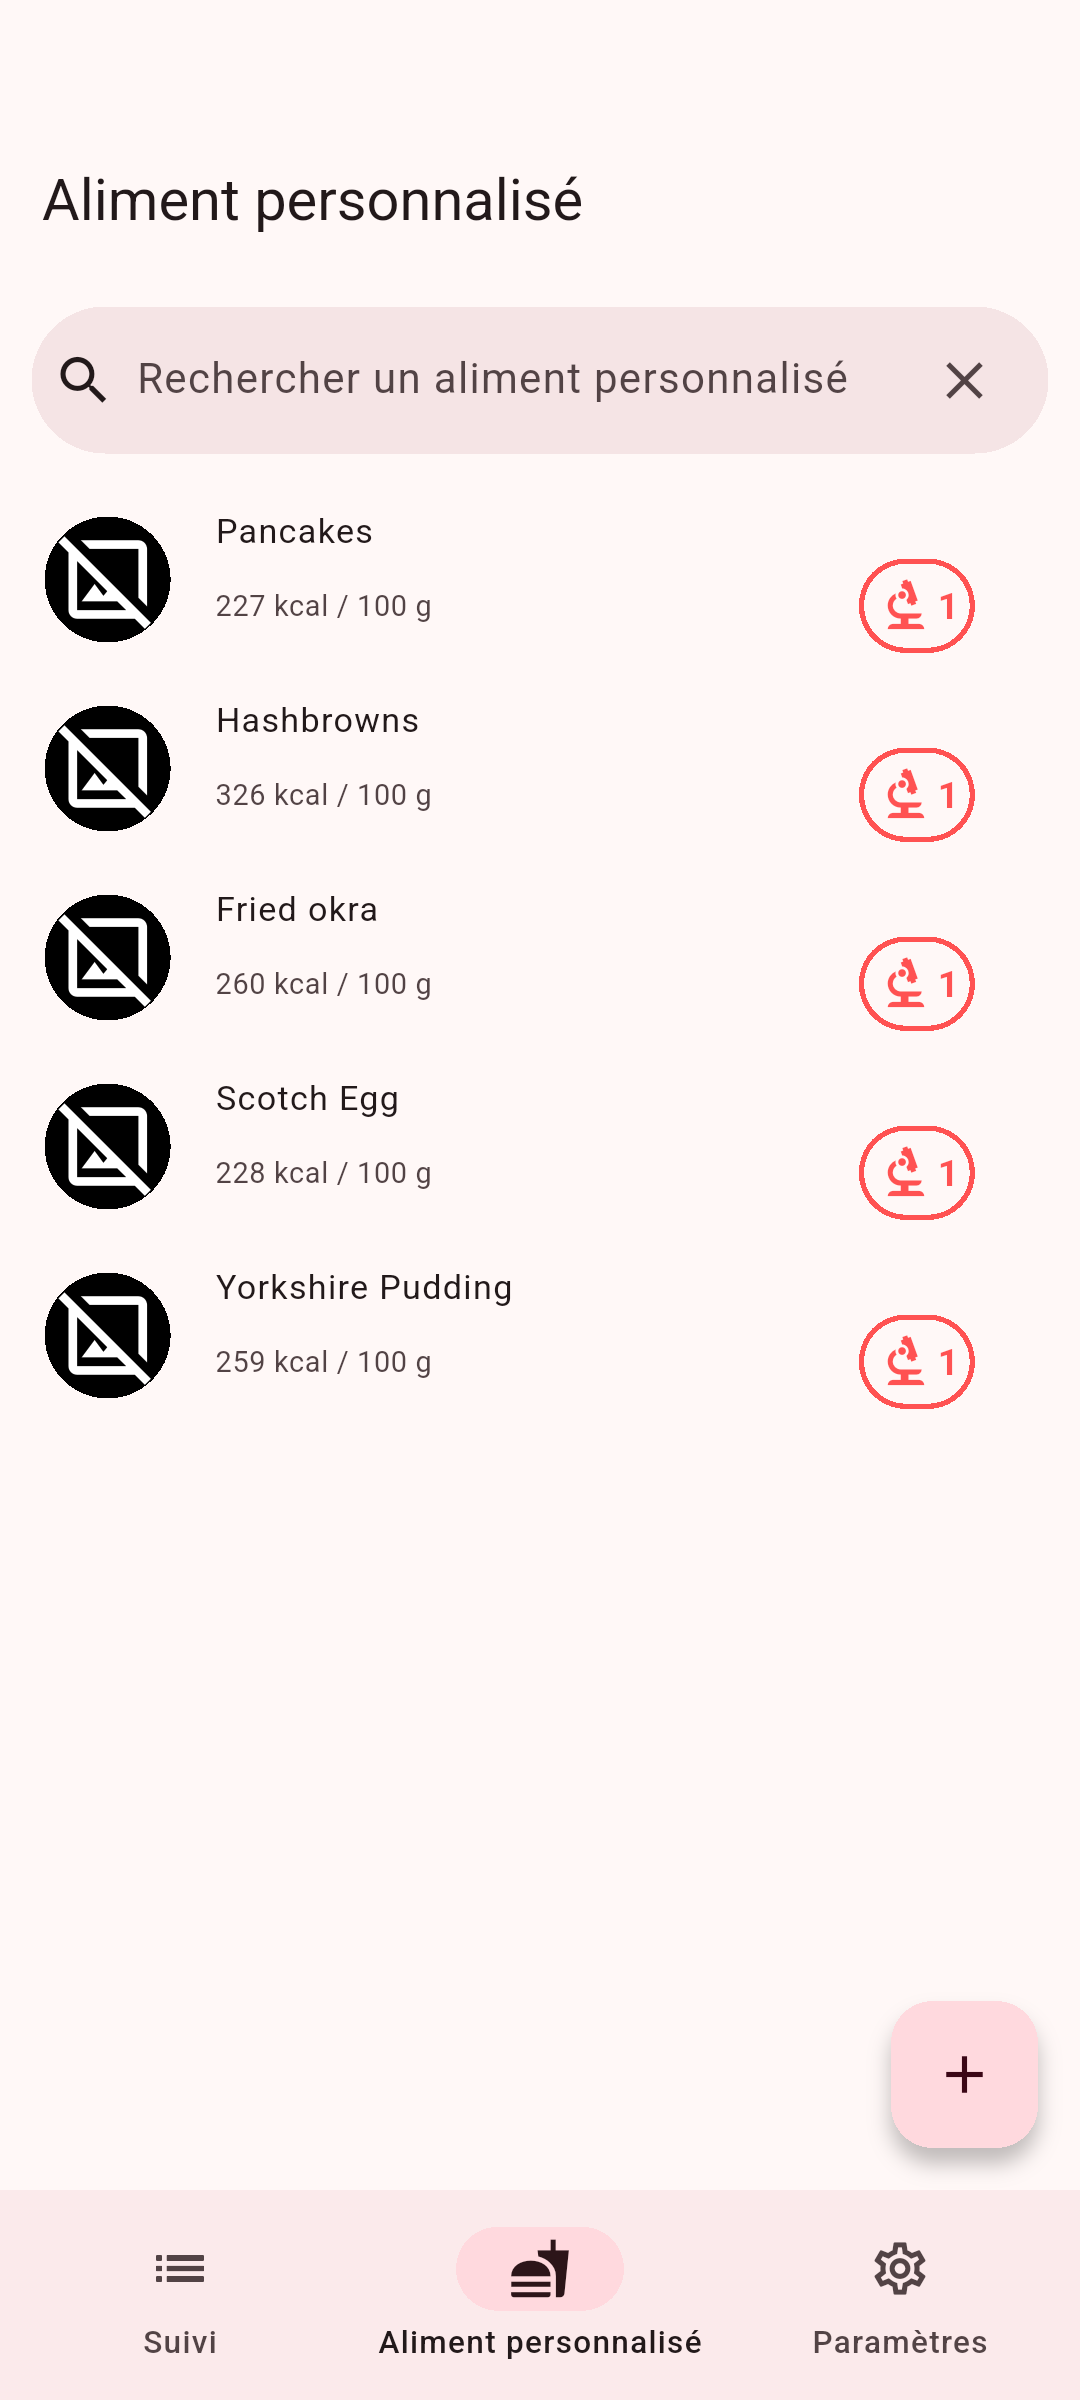 Aliment personnalisé
Rechercher un aliment personnalisé
Pancakes
227 kcal / 100 g
1
Hashbrowns
326 kcal / 100 g
1
Fried okra
260 kcal / 100 g
1
Scotch Egg
228 kcal / 100 g
1
Yorkshire Pudding
259 kcal / 100 g
1
Suivi
Aliment personnalisé
Paramètres